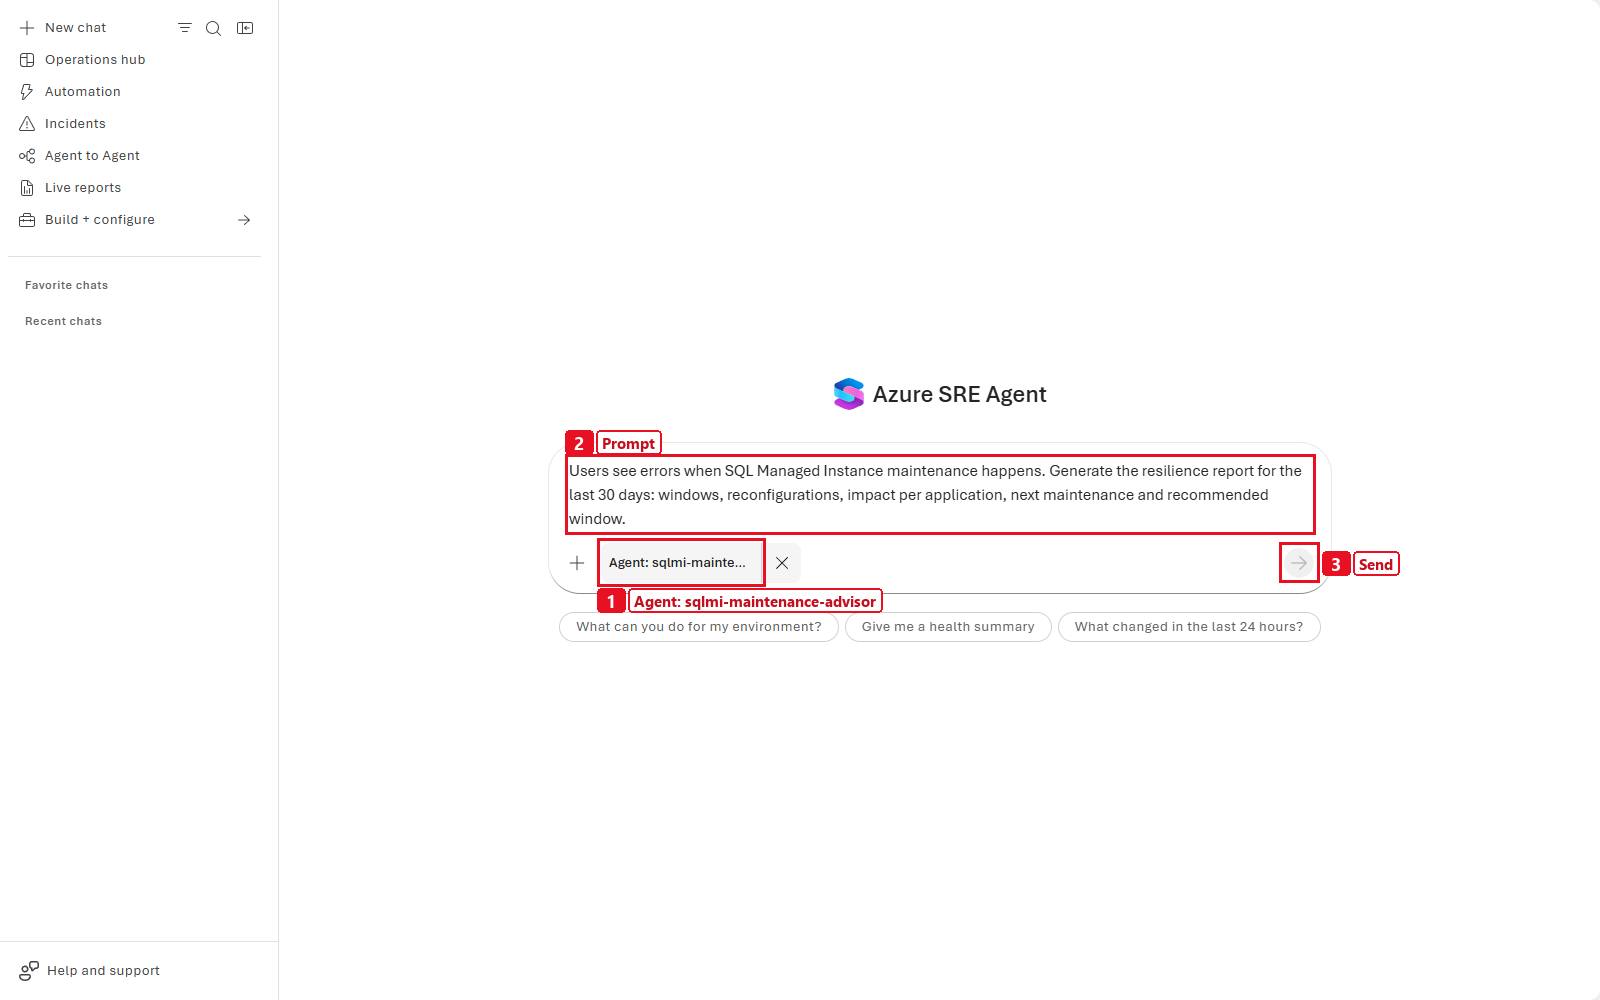 New chat
Operations hub
Automation
Incidents
Agent to Agent
Live reports
Build + configure
Favorite chats
Recent chats
Help and support
Azure SRE Agent
2 Prompt
Users see errors when SQL Managed Instance maintenance happens. Generate the resilience report for the
last 30 days: windows, reconfigurations, impact per application, next maintenance and recommended
window.
Agent: sqlmi-mainte...
3 Send
1 Agent: sqlmi-maintenance-advisor
What can you do for my environment?
Give me a health summary
What changed in the last 24 hours?